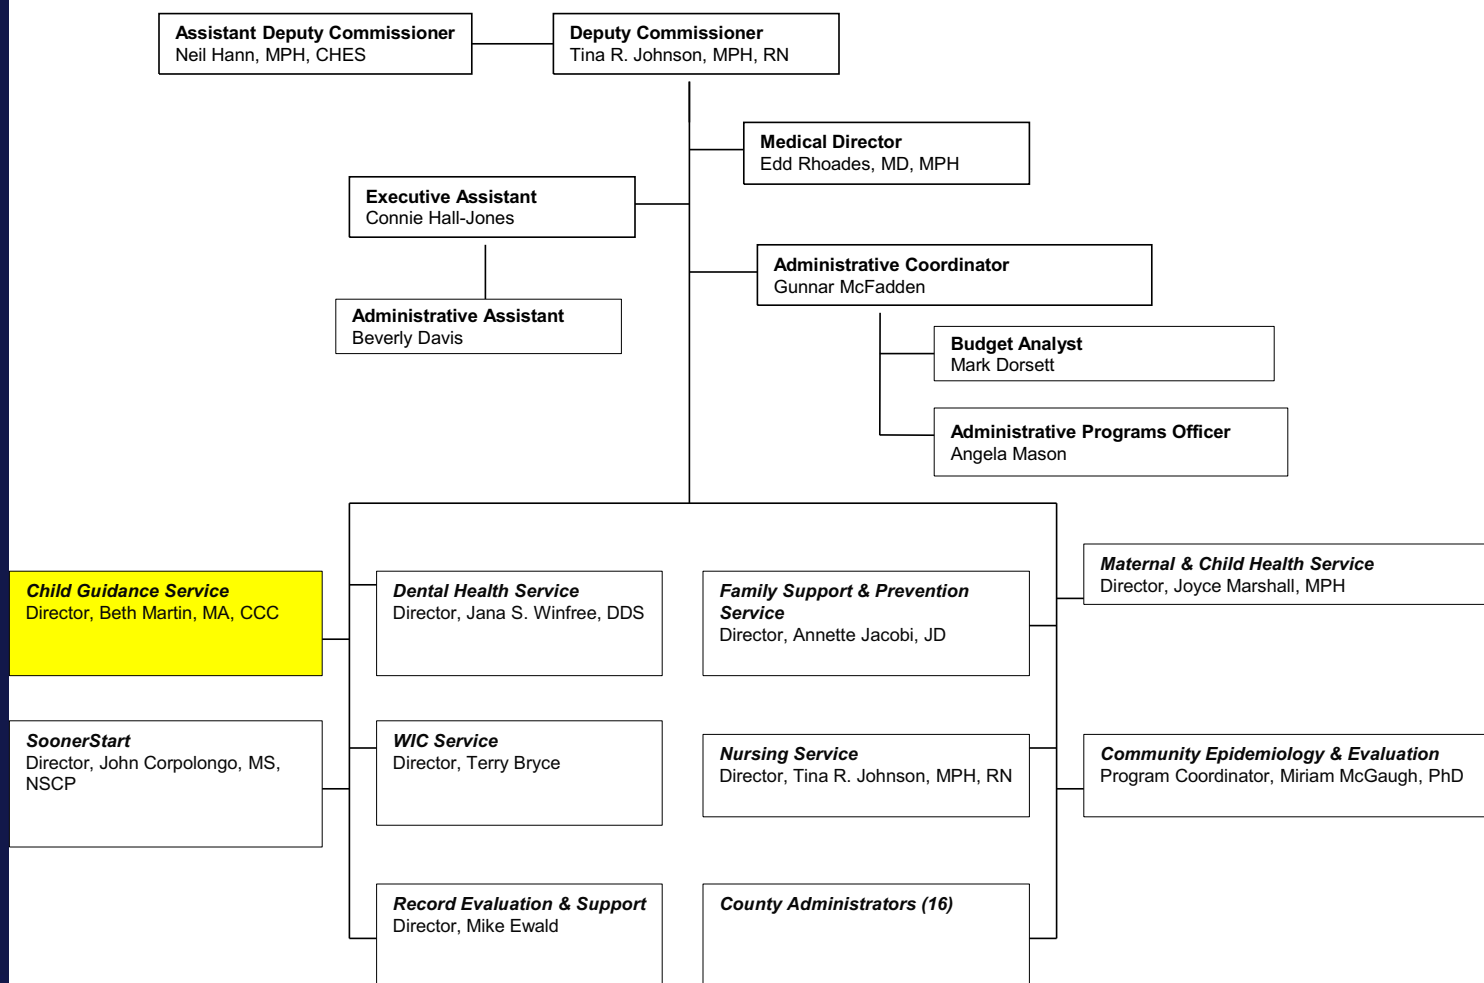 Assistant Deputy Commissioner
Neil Hann, MPH, CHES
Deputy Commissioner
Tina R. Johnson, MPH, RN
Medical Director
Edd Rhoades, MD, MPH
Executive Assistant
Connie Hall-Jones
Administrative Coordinator
Gunnar McFadden
Administrative Assistant
Beverly Davis
Budget Analyst
Mark Dorsett
Administrative Programs Officer
Angela Mason
Child Guidance Service
Director, Beth Martin, MA, CCC
Dental Health Service
Director, Jana S. Winfree, DDS
Family Support & Prevention
Service
Director, Annette Jacobi, JD
Maternal & Child Health Service
Director, Joyce Marshall, MPH
SoonerStart
Director, John Corpolongo, MS,
NSCP
WIC Service
Director, Terry Bryce
Nursing Service
Director, Tina R. Johnson, MPH, RN
Community Epidemiology & Evaluation
Program Coordinator, Miriam McGaugh, PhD
Record Evaluation & Support
Director, Mike Ewald
County Administrators (16)